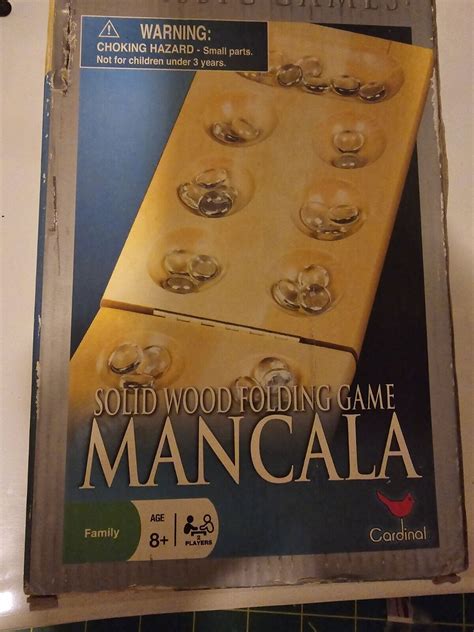 GAMES
WARNING:
CHOKING HAZARD - Small parts.
Not for children under 3 years.
SOLID WOOD FOLDING GAME
MANCALA
Family
AGE
8+
2
PLAYERS
Cardinal